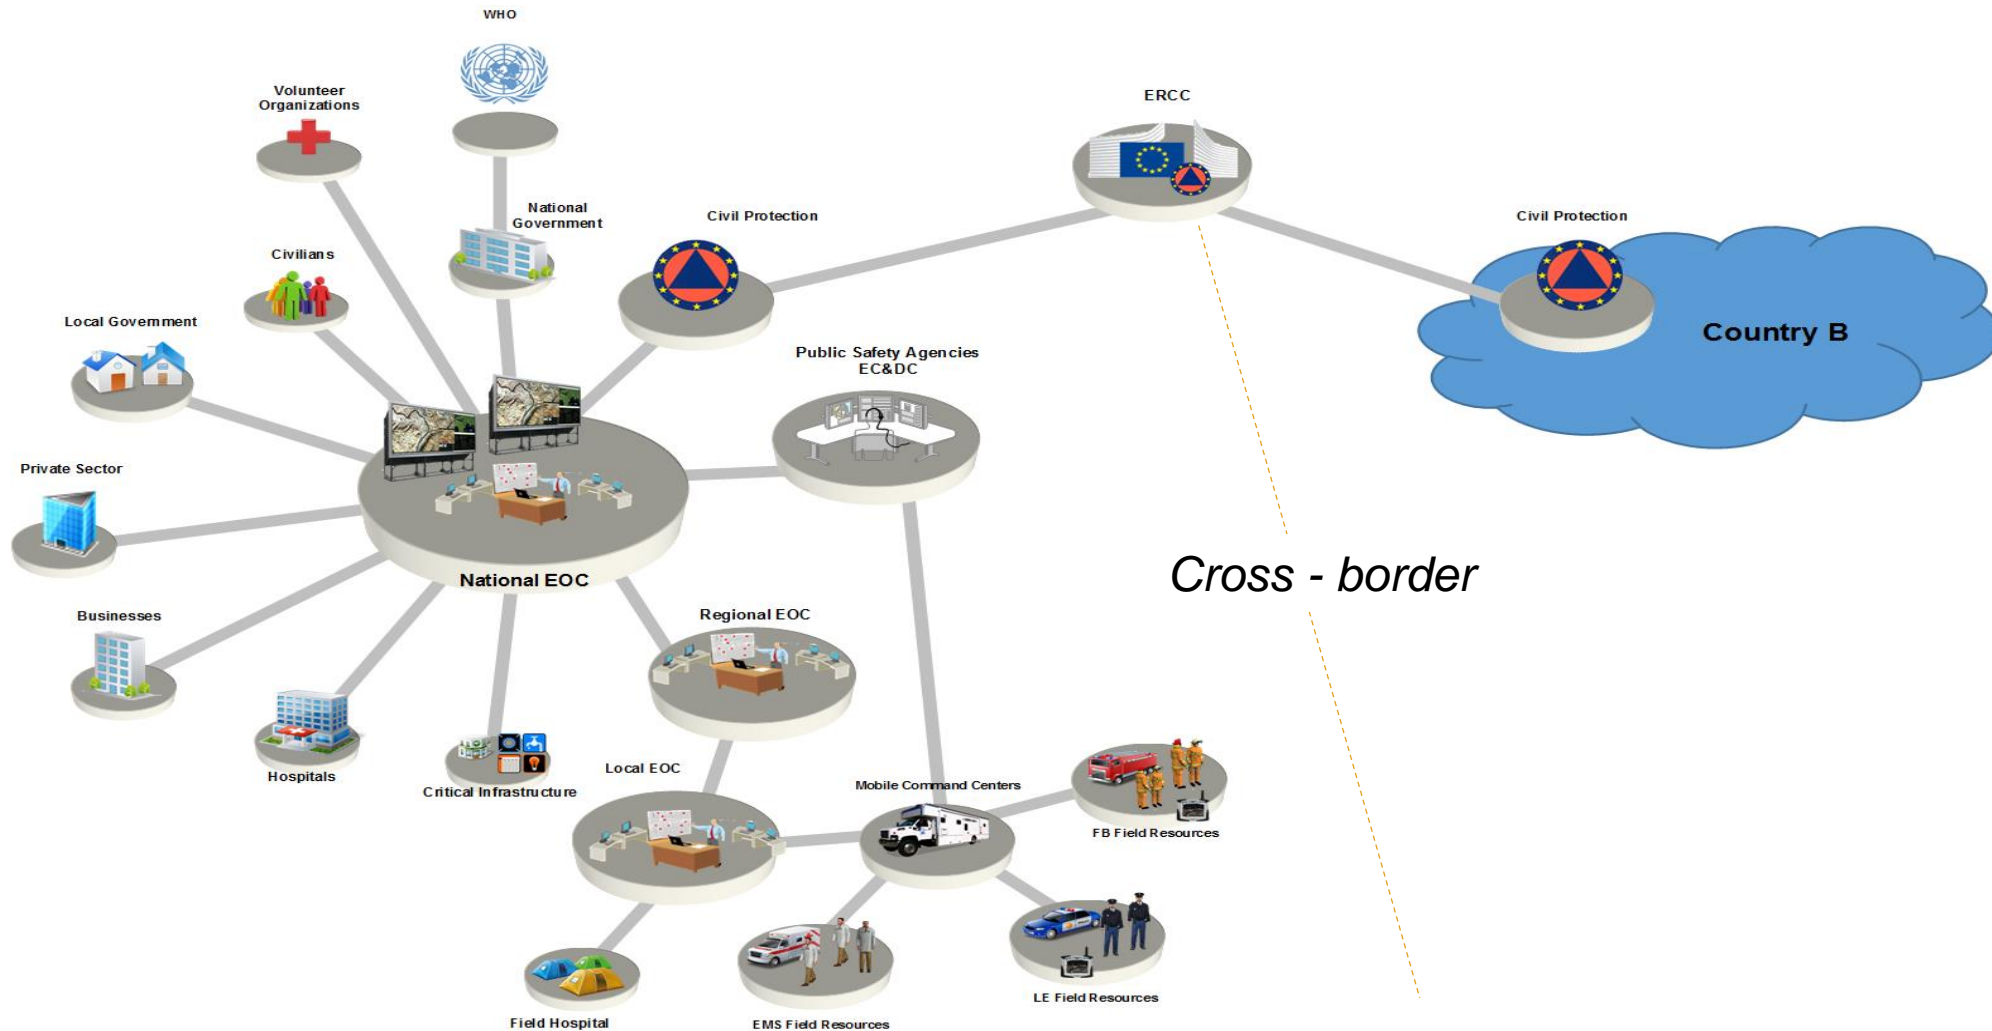 WHO
Volunteer
Organizations
ERCC
National
Government
Civil Protection
Civil Protection
Civilians
Local Government
Country B
Public Safety Agencies
EC&DC
Private Sector
National EOC
Cross - border
Businesses
Regional EOC
Hospitals
Critical Infrastructure
Local EOC
Mobile Command Centers
FB Field Resources
LE Field Resources
Field Hospital
EMS Field Resources